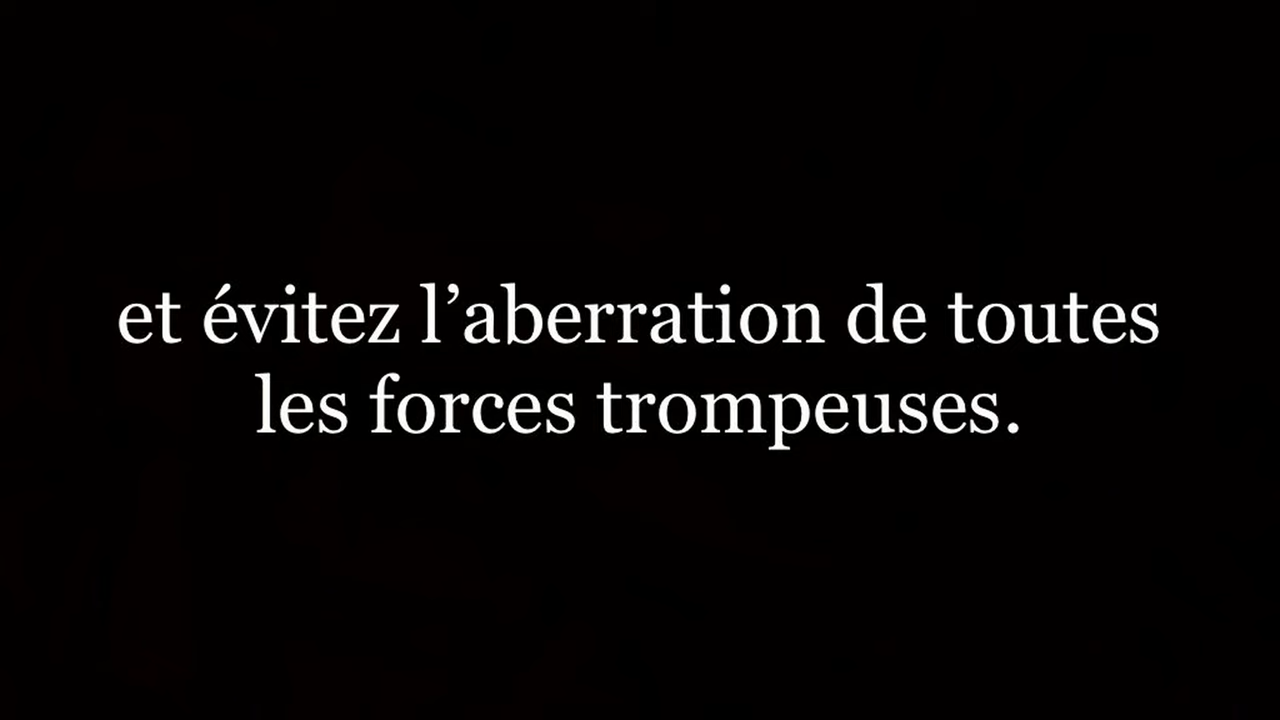 et évitez l’aberration de toutes
les forces trompeuses.